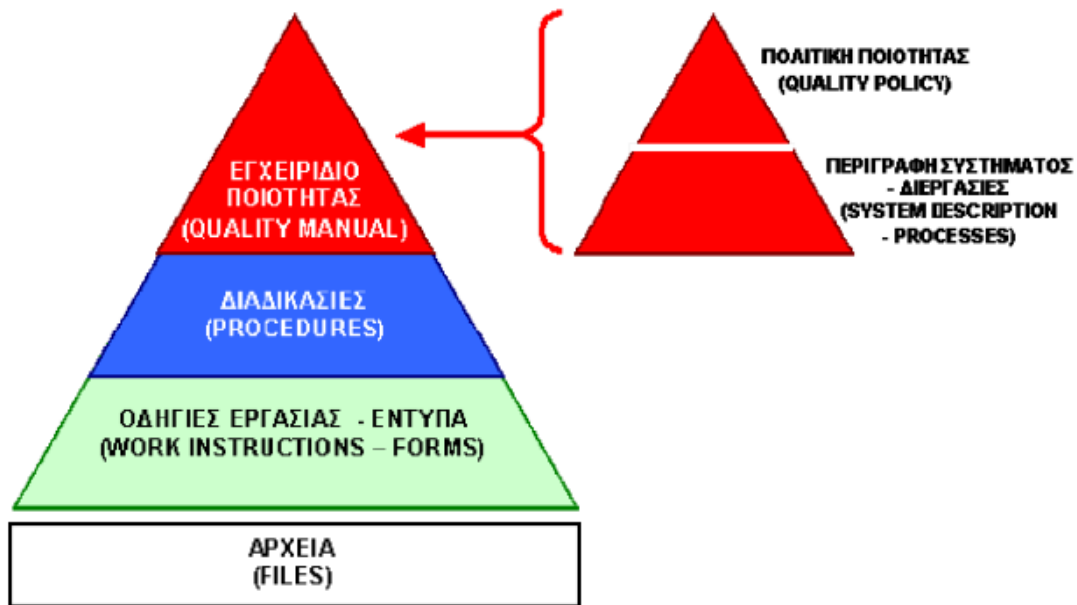 ΕΓΧΕΙΡΙΔΙΟ
ΠΟΙΟΤΗΤΑΣ
(QUALITY MANUAL)
ΔΙΑΔΙΚΑΣΙΕΣ
(PROCEDURES)
ΟΔΗΓΙΕΣ ΕΡΓΑΣΙΑΣ - ΕΝΤΥΠΑ
(WORK INSTRUCTIONS – FORMS)
ΑΡΧΕΙΑ
(FILES)
ΠΟΛΙΤΙΚΗ ΠΟΙΟΤΗΤΑΣ
(QUALITY POLICY)
ΠΕΡΙΓΡΑΦΗ ΣΥΣΤΗΜΑΤΟΣ
- ΔΙΕΡΓΑΣΙΕΣ
(SYSTEM DESCRIPTION
- PROCESSES)